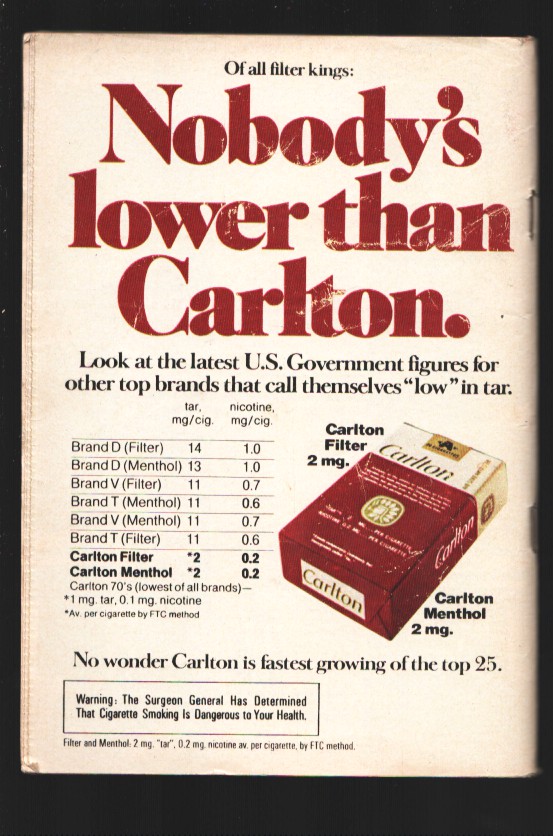 Of all filter kings:
Nobody's
lower than
Carlton.
Look at the latest U.S. Government figures for
other top brands that call themselves “low” in tar.
tar, nicotine,
mg/cig. mg/cig.
Brand D (Filter) 14 1.0
Brand D (Menthol) 13 1.0
Brand V (Filter) 11 0.7
Brand T (Menthol) 11 0.6
Brand V (Menthol) 11 0.7
Brand T (Filter) 11 0.6
Carlton Filter *2 0.2
Carlton Menthol *2 0.2
Carlton 70's (lowest of all brands)—
*1 mg. tar, 0.1 mg. nicotine
*Av. per cigarette by FTC method
Carlton
Filter
2 mg.
Carlton
Carlton
Carlton
Carlton
Menthol
2 mg.
No wonder Carlton is fastest growing of the top 25.
Warning: The Surgeon General Has Determined
That Cigarette Smoking Is Dangerous to Your Health.
Filter and Menthol: 2 mg. "tar", 0.2 mg. nicotine av. per cigarette, by FTC method.